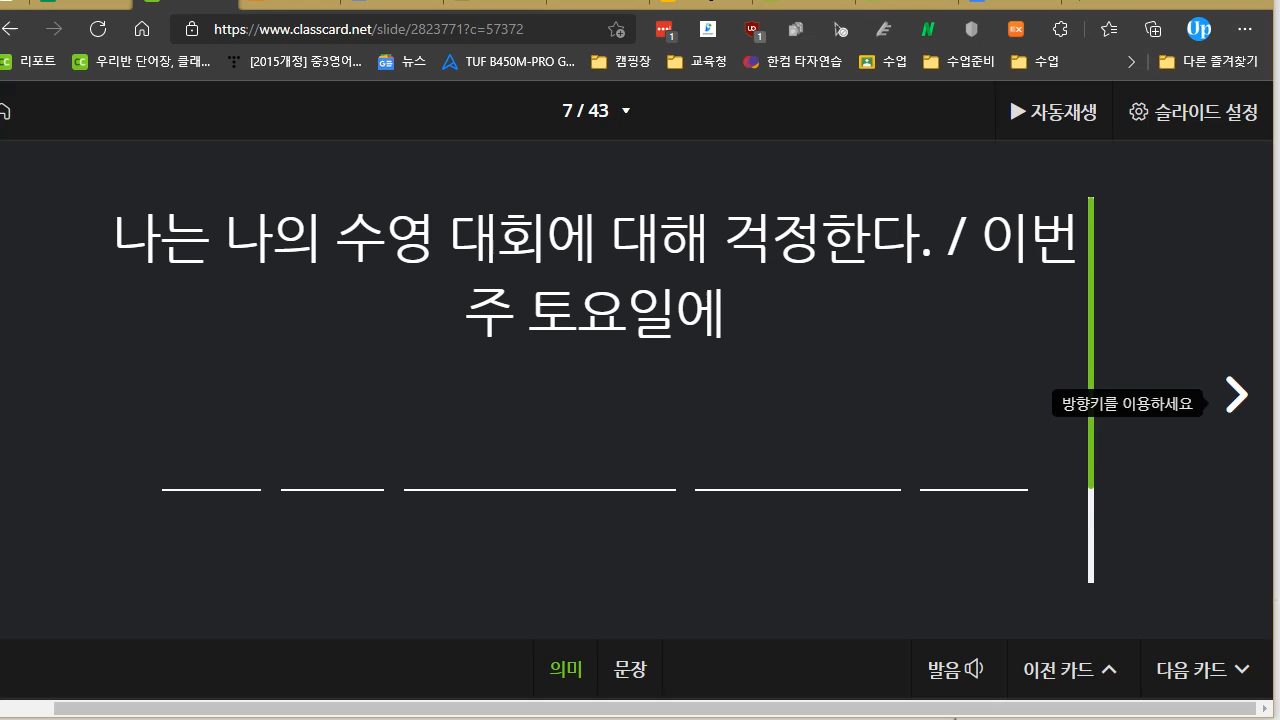 https://www.classcard.net/slide/2823771?c=57372
리포트 우리반 단어장, 클래... [2015개정] 중3영어... 뉴스 TUF B450M-PRO G... 캠핑장 교육청 한컴 타자연습 수업 수업준비 수업 다른 즐겨찾기
7 / 43 자동재생 슬라이드 설정
나는 나의 수영 대회에 대해 걱정한다. / 이번
주 토요일에
방향키를 이용하세요
의미 문장 발음 이전 카드 다음 카드